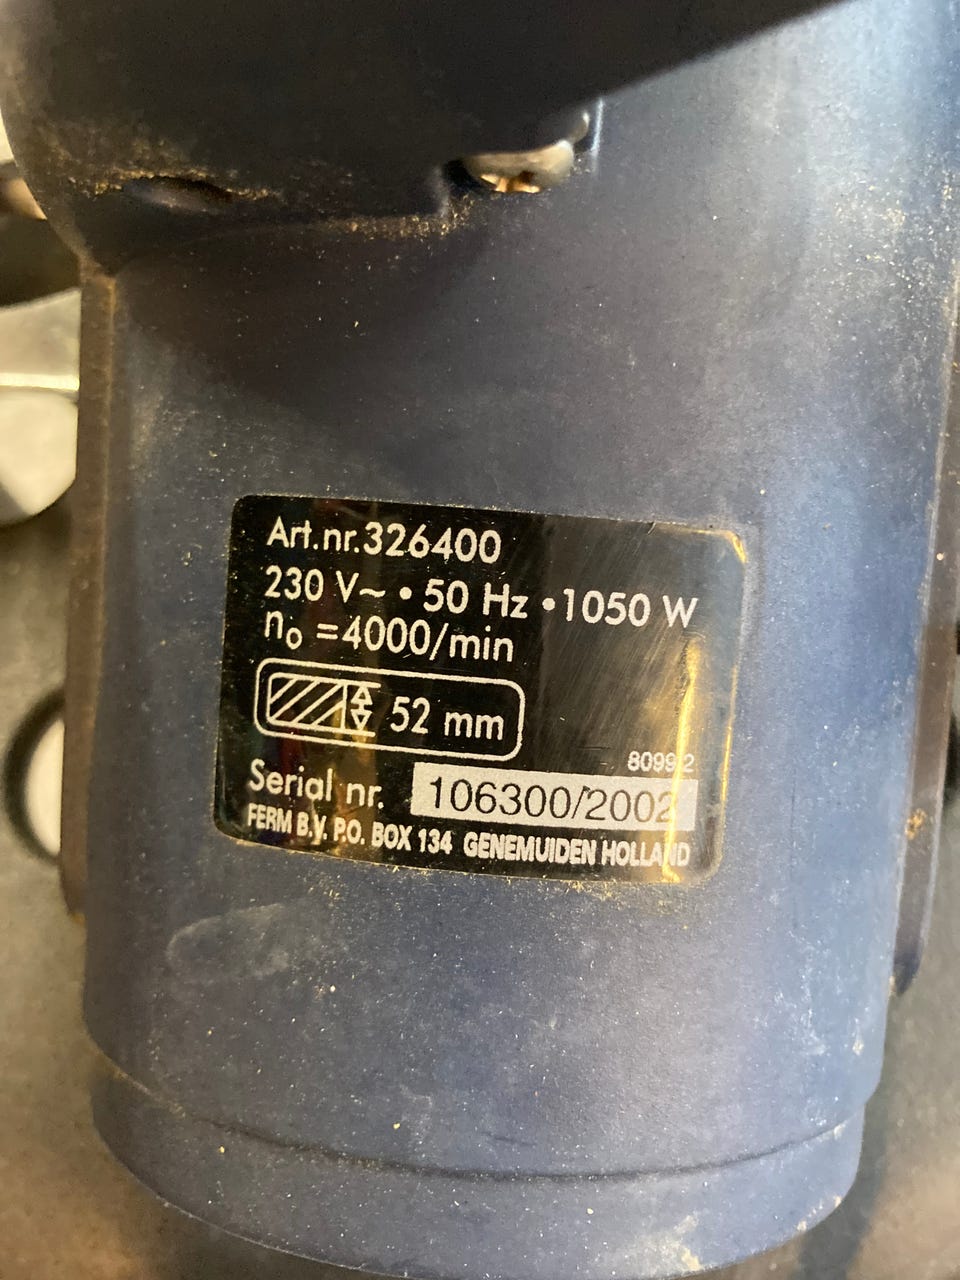 Art.nr.326400
230 V~ • 50 Hz •1050 W
no =4000/min
52 mm
80992
Serial nr. 106300/2002
FERM B.V. P.O. BOX 134 GENEMUIDEN HOLLAND